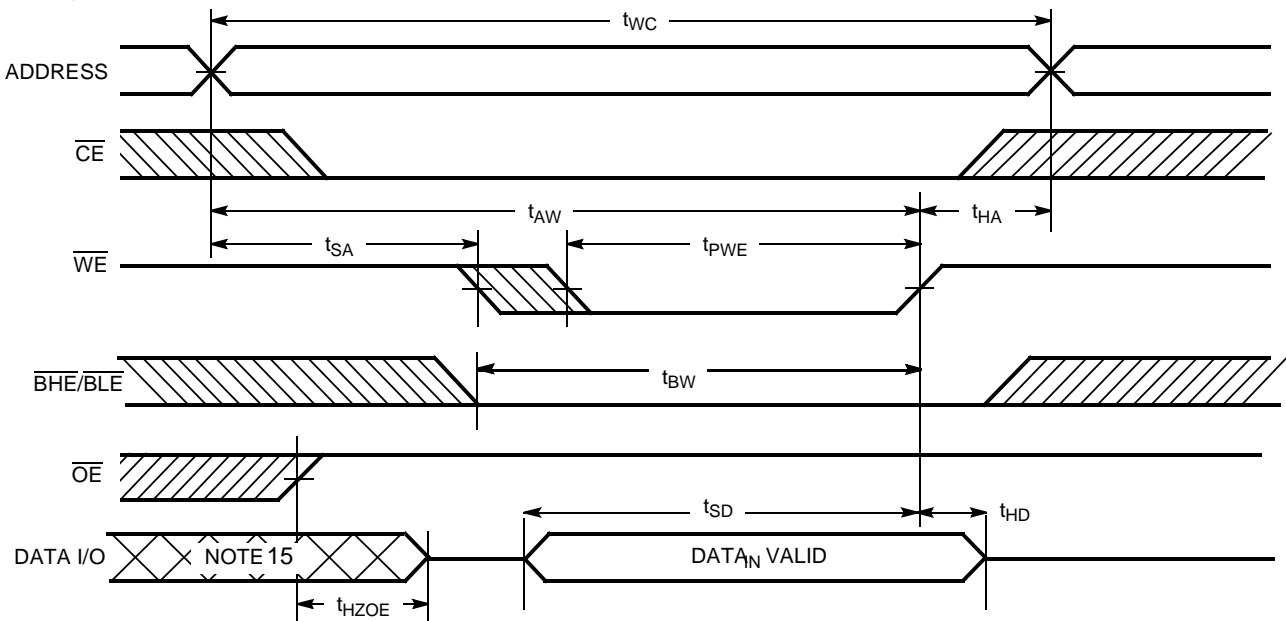 tWC
ADDRESS
CE
tAW
tHA
tSA
tPWE
WE
BHE/BLE
tBW
OE
tSD
tHD
DATA I/O
NOTE 15
DATAIN VALID
tHZOE